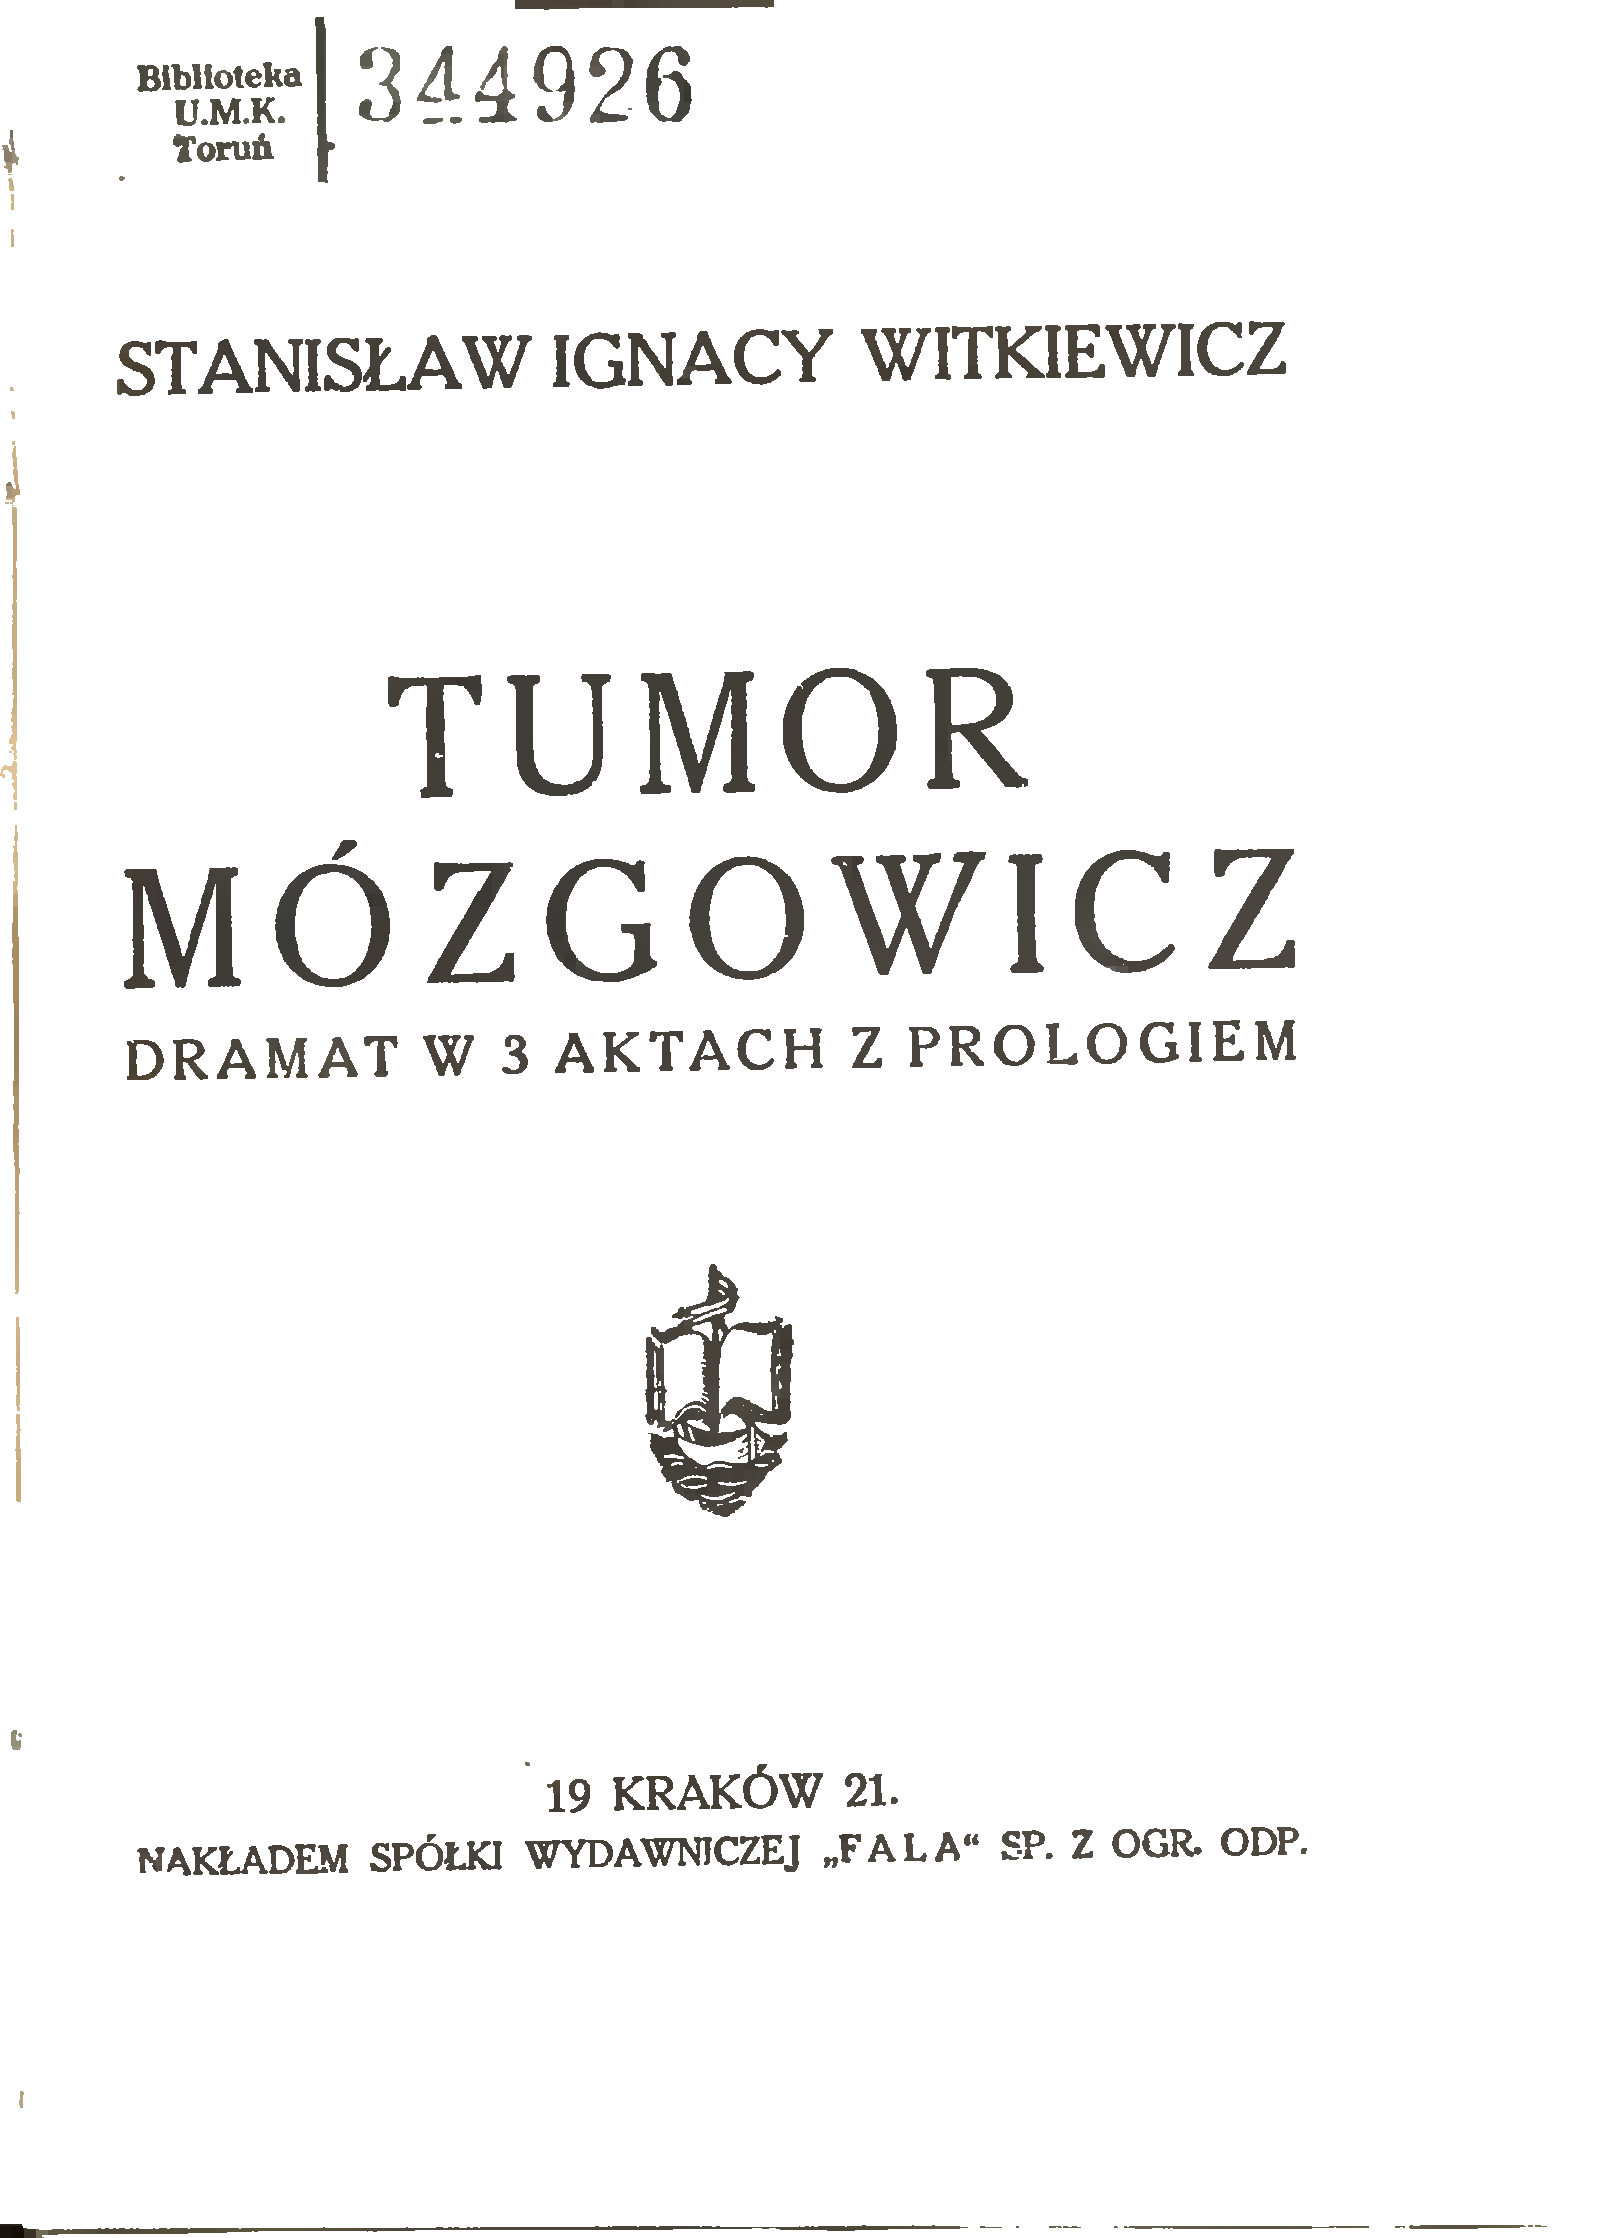 Biblioteka
U.M.K.
Toruń
344926
STANISŁAW IGNACY WITKIEWICZ
TUMOR
MÓZGOWICZ
DRAMAT W 3 AKTACH Z PROLOGIEM
19 KRAKÓW 21.
NAKŁADEM SPÓŁKI WYDAWNICZEJ „FALA“ SP. Z OGR. ODP.